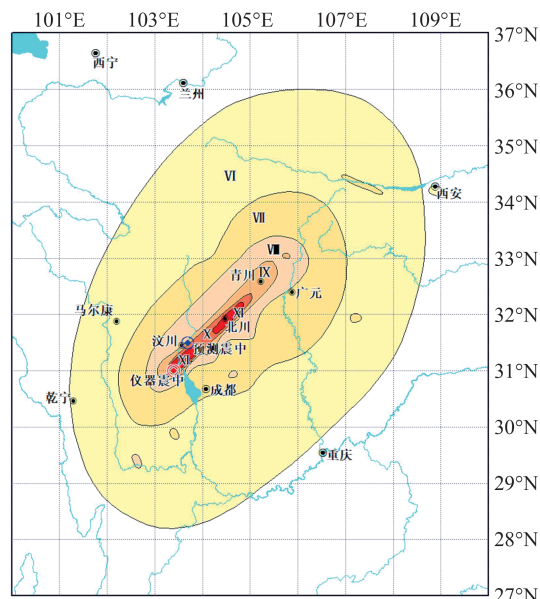 101°E 103°E 105°E 107°E 109°E
37°N
西宁
36°N
兰州
35°N
Ⅵ
西安
34°N
Ⅶ
33°N
Ⅷ
青川 Ⅸ
广元
32°N
马尔康
Ⅺ
北川
Ⅹ
汶川
预测震中
31°N
Ⅺ
仪器震中
成都
乾宁
30°N
重庆
29°N
28°N
27°N